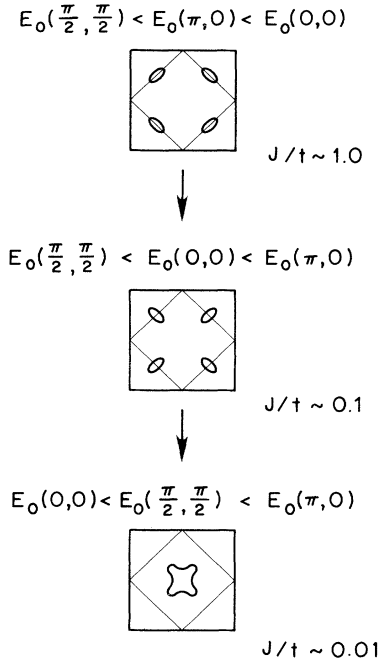 E₀(π/2, π/2) < E₀(π,0) < E₀(0,0)
J/t ~ 1.0
E₀(π/2, π/2) < E₀(0,0) < E₀(π,0)
J/t ~ 0.1
E₀(0,0) < E₀(π/2, π/2) < E₀(π,0)
J/t ~ 0.01